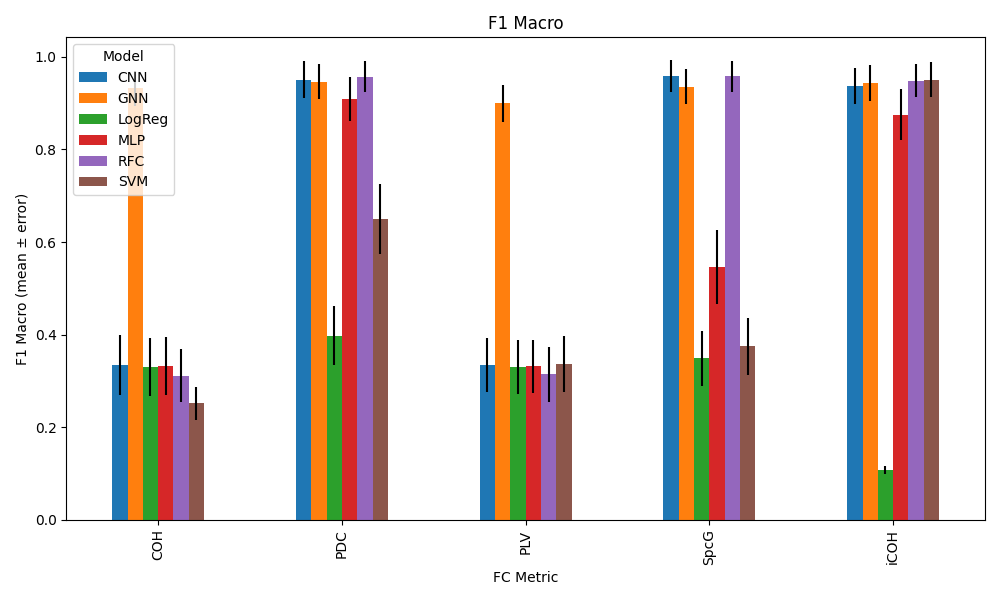 F1 Macro
Model
CNN
GNN
LogReg
MLP
RFC
SVM
F1 Macro (mean ± error)
1.0
0.8
0.6
0.4
0.2
0.0
COH
PDC
PLV
SpcG
iCOH
FC Metric